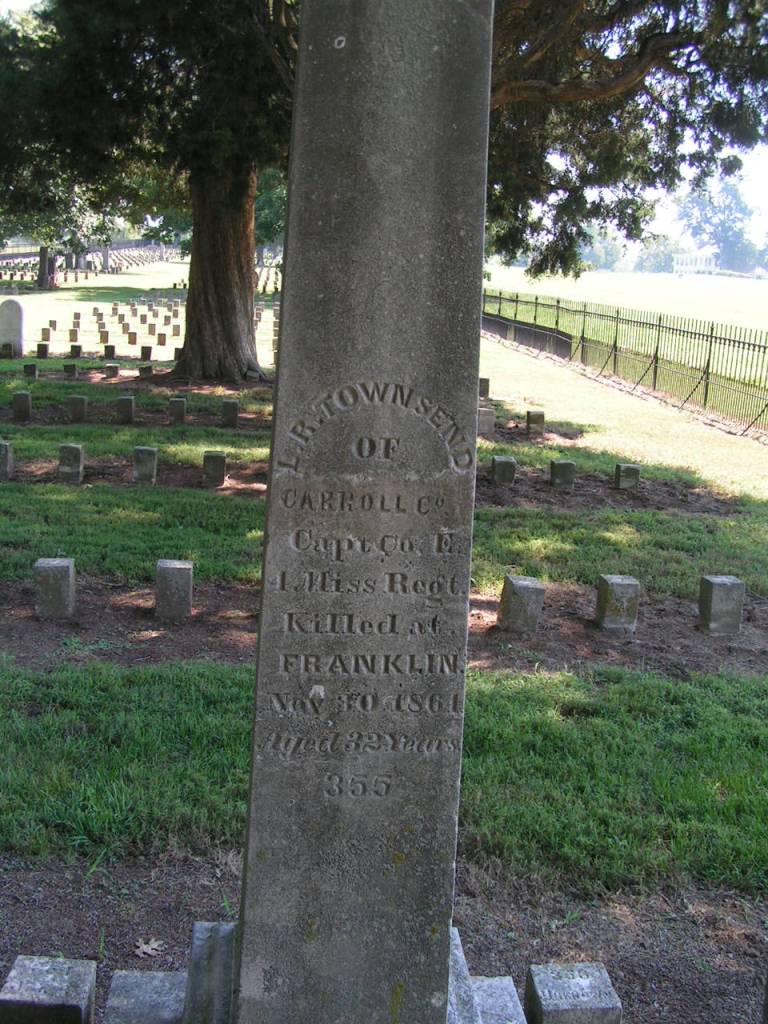 L.R. TOWNSEND
OF
CARROLL Co.
Capt Co. E.
1. Miss Regt.
Killed at.
FRANKLIN.
Nov 30 1864
Aged 32 Years
355